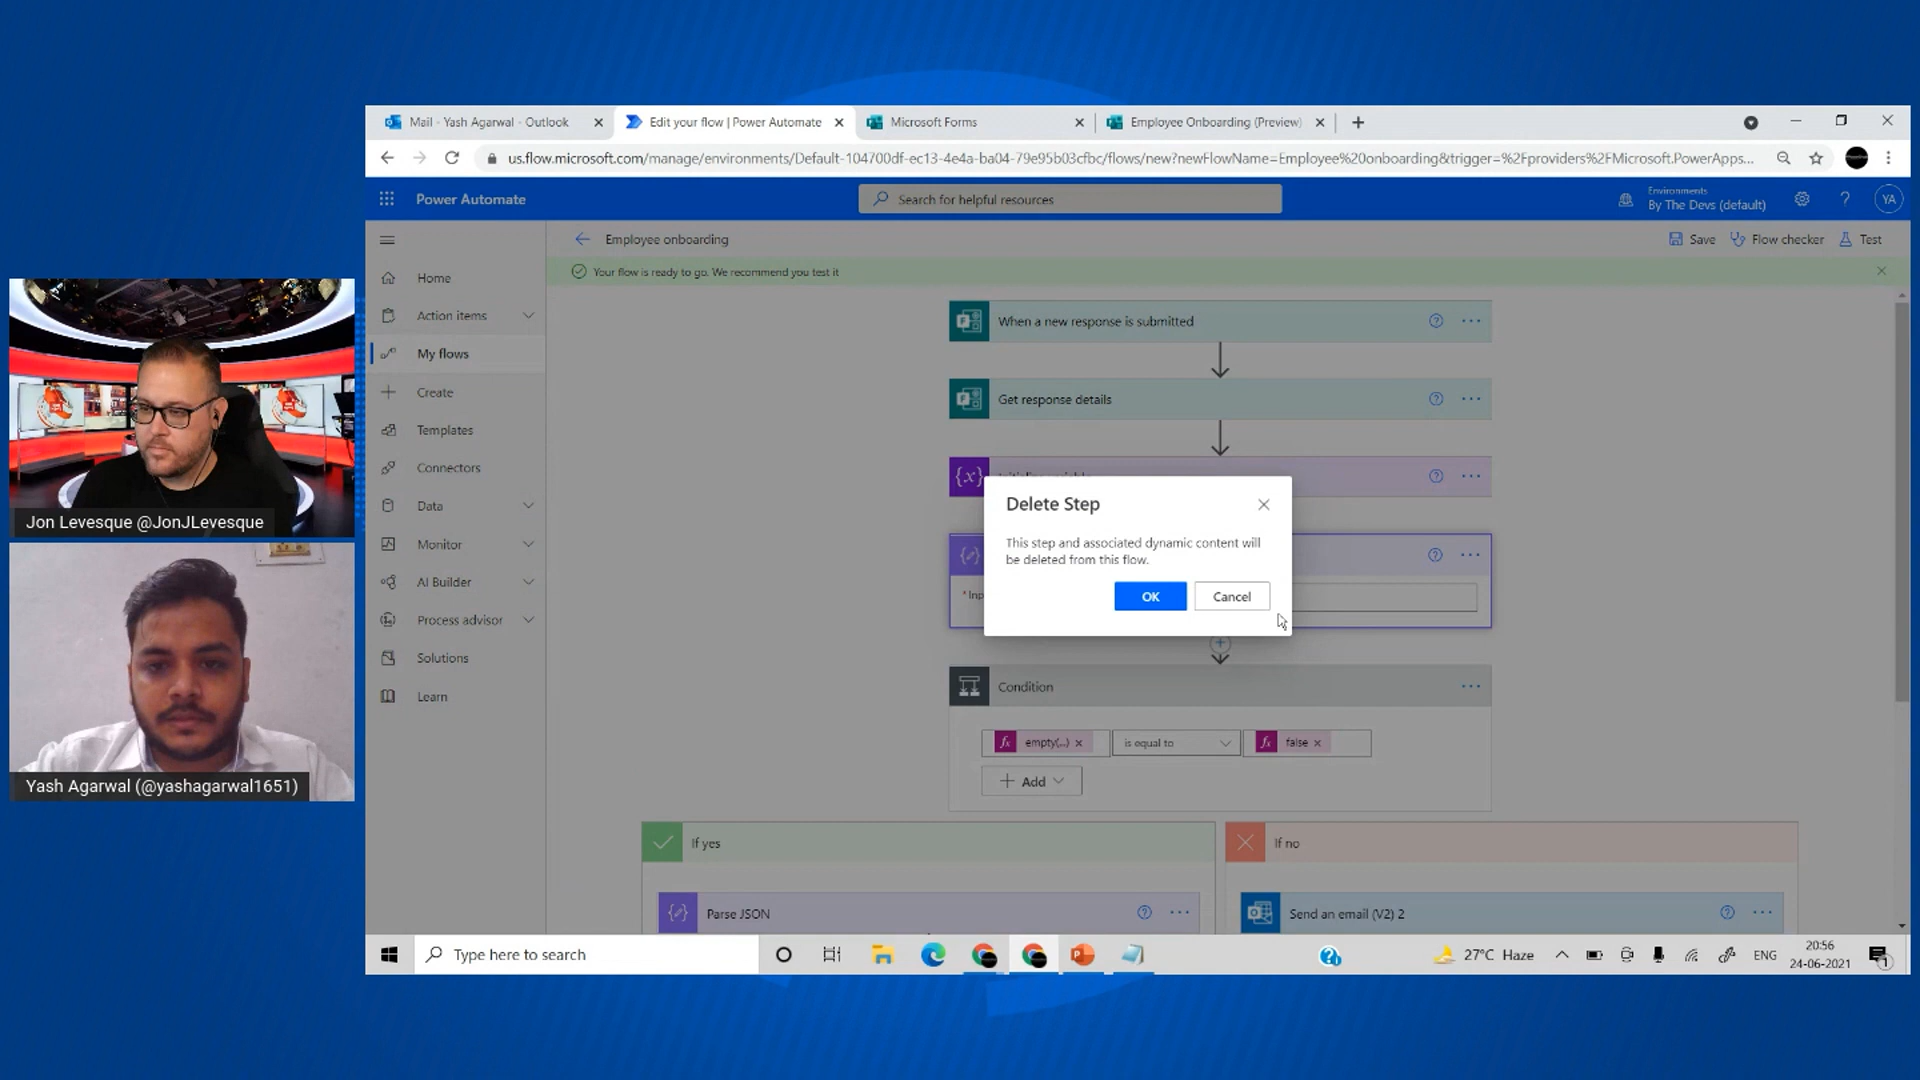 Mail - Yash Agarwal - Outlook
Edit your flow | Power Automate
Microsoft Forms
Employee Onboarding (Preview)
us.flow.microsoft.com/manage/environments/Default-104700df-ec13-4e4a-ba04-79e95b03cfbc/flows/new?newFlowName=Employee%20onboarding&trigger=%2Fproviders%2FMicrosoft.PowerApps...
Power Automate
Search for helpful resources
Environments
By The Devs (default)
YA
Employee onboarding
Save
Flow checker
Test
Your flow is ready to go. We recommend you test it
Home
Action items
My flows
Create
Templates
Connectors
Data
Monitor
AI Builder
Process advisor
Solutions
Learn
When a new response is submitted
Get response details
Delete Step
This step and associated dynamic content will
be deleted from this flow.
OK
Cancel
* Inp
Condition
empty(...)
is equal to
false
Add
If yes
If no
Parse JSON
Send an email (V2) 2
Jon Levesque @JonJLevesque
Yash Agarwal (@yashagarwal1651)
Type here to search
27°C Haze
ENG
20:56
24-06-2021
1